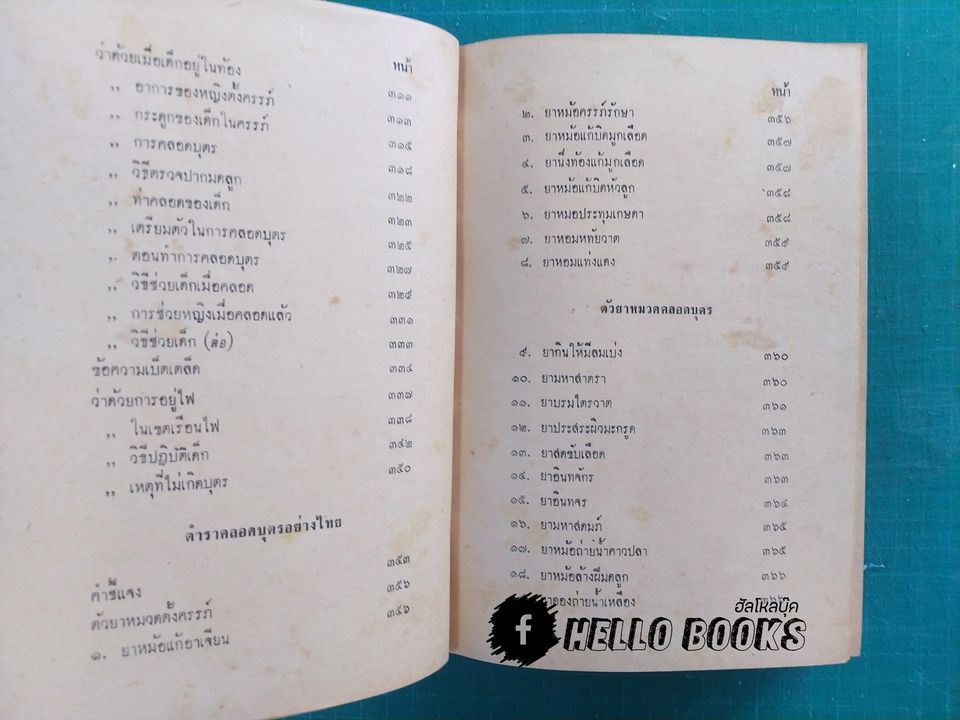 หน้า
ว่าด้วยเมื่อเด็กอยู่ในท้อง ๓๑๑
,, อาการของหญิงตั้งครรภ์ ๓๑๓
,, กระดูกของเด็กในครรภ์ ๓๑๕
,, การคลอดบุตร ๓๑๘
,, วิธีตรวจปากมดลูก ๓๒๒
,, ท่าคลอดของเด็ก ๓๒๓
,, เตรียมตัวในการคลอดบุตร ๓๒๕
,, ตอนทำการคลอดบุตร ๓๒๗
,, วิธีช่วยเด็กเมื่อคลอด ๓๒๙
,, การช่วยหญิงเมื่อคลอดแล้ว ๓๓๑
,, วิธีช่วยเด็ก (ต่อ) ๓๓๓
ข้อความเบ็ดเตล็ด ๓๓๔
ว่าด้วยการอยู่ไฟ ๓๓๗
,, ในเขตเรือนไฟ ๓๓๘
,, วิธีปฏิบัติเด็ก ๓๔๒
,, เหตุที่ไม่เกิดบุตร ๓๕๐
ตำราคลอดบุตรอย่างไทย
คำชี้แจง ๓๕๓
ตัวยาหมวดตั้งครรภ์ ๓๕๖
๑. ยาหม้อแก้อาเจียน ๓๕๖
หน้า
๒. ยาหม้อครรภ์รักษา ๓๕๖
๓. ยาหม้อแก้บิดมูกเลือด ๓๕๗
๔. ยานึ่งท้องแก้มูกเลือด ๓๕๗
๕. ยาหม้อแก้บิดหัวลูก ๓๕๘
๖. ยาหมอประทุมเกษตา ๓๕๘
๗. ยาหอมหทัยวาต ๓๕๙
๘. ยาหอมแท่งแดง ๓๕๙
ตัวยาหมวดคลอดบุตร
๙. ยากินให้มีลมเบ่ง ๓๖๐
๑๐. ยามหาสาตรา ๓๖๐
๑๑. ยาบรมไตรวาต ๓๖๑
๑๒. ยาประสระผิวมะกรูด ๓๖๓
๑๓. ยาสดขับเลือด ๓๖๓
๑๔. ยาอินทจักร ๓๖๓
๑๕. ยาอินทจร ๓๖๔
๑๖. ยามหาสดมภ์ ๓๖๕
๑๗. ยาหม้อถ่ายน้ำคาวปลา ๓๖๕
๑๘. ยาหม้อล้างผืมดลูก ๓๖๖
ยาดองถ่ายน้ำเหลือง ๓๖๖
ฮัลโหลบุ๊ค
f HELLO BOOKS